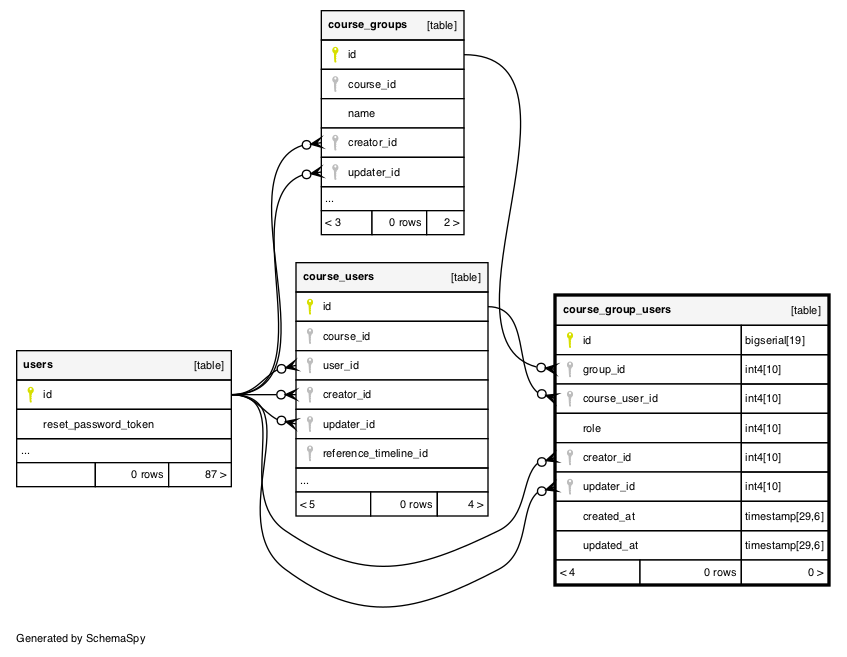 course_groups [table]
id
course_id
name
creator_id
updater_id
...
< 3 0 rows 2 >
course_users [table]
id
course_id
user_id
creator_id
updater_id
reference_timeline_id
...
< 5 0 rows 4 >
users [table]
id
reset_password_token
...
0 rows 87 >
course_group_users [table]
id bigserial[19]
group_id int4[10]
course_user_id int4[10]
role int4[10]
creator_id int4[10]
updater_id int4[10]
created_at timestamp[29,6]
updated_at timestamp[29,6]
< 4 0 rows 0 >
Generated by SchemaSpy